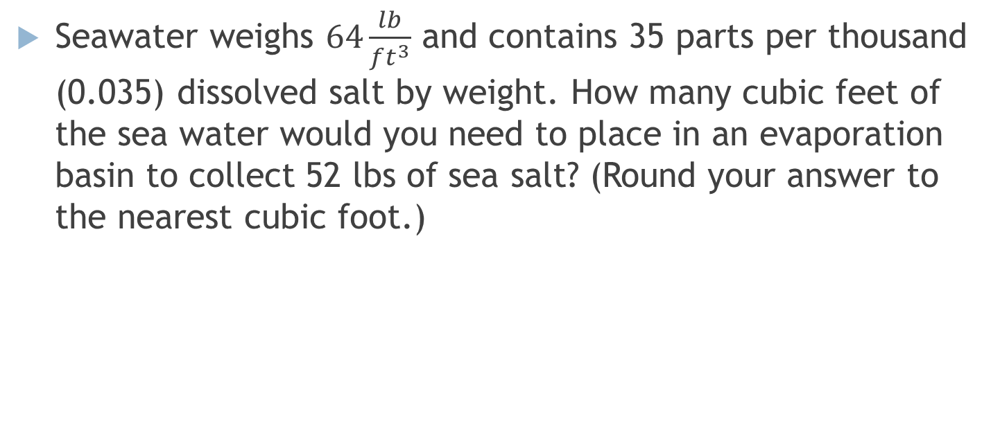 ▶ Seawater weighs 64 $\frac{lb}{ft^3}$ and contains 35 parts per thousand
(0.035) dissolved salt by weight. How many cubic feet of
the sea water would you need to place in an evaporation
basin to collect 52 lbs of sea salt? (Round your answer to
the nearest cubic foot.)